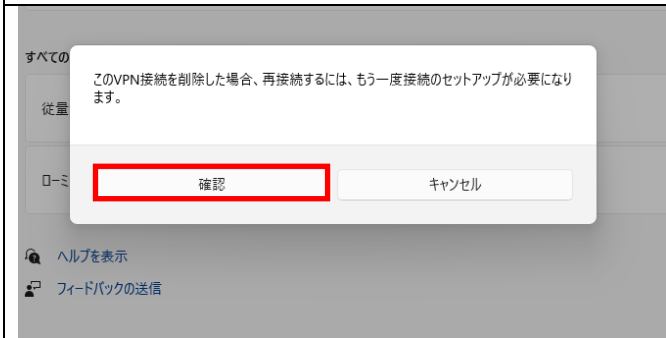 すべての
このVPN接続を削除した場合、再接続するには、もう一度接続のセットアップが必要になり
ます。
従量
ローミ
確認
キャンセル
ヘルプを表示
フィードバックの送信